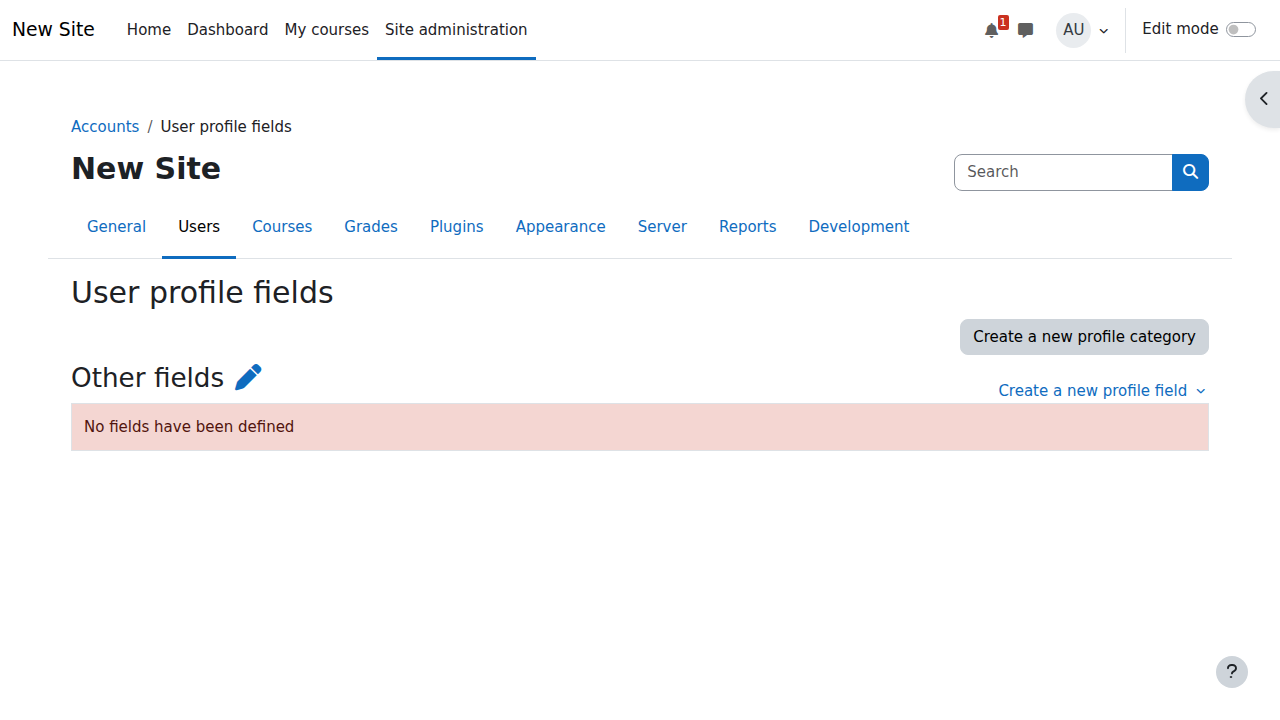 New Site
Home
Dashboard
My courses
Site administration
1
AU
Edit mode
Accounts / User profile fields
New Site
Search
General
Users
Courses
Grades
Plugins
Appearance
Server
Reports
Development
User profile fields
Create a new profile category
Other fields
Create a new profile field
No fields have been defined
?